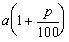 a(1 + p/100)